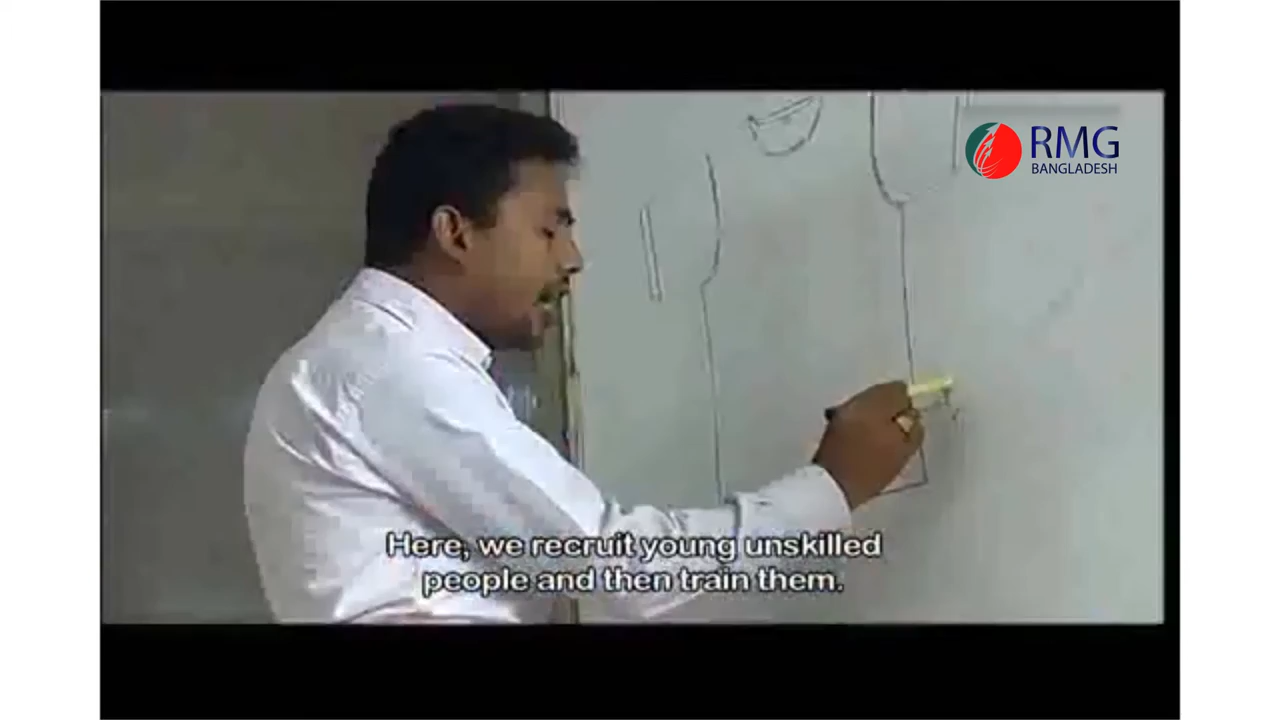 RMG
BANGLADESH
Here, we recruit young unskilled
people and then train them.